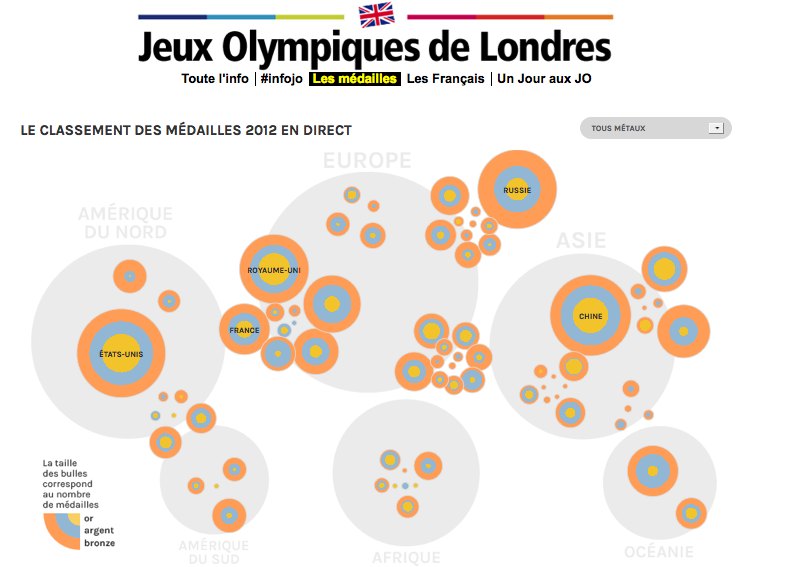 Jeux Olympiques de Londres
Toute l'info | #infojo Les médailles Les Français | Un Jour aux JO
LE CLASSEMENT DES MÉDAILLES 2012 EN DIRECT
TOUS MÉTAUX
EUROPE
RUSSIE
AMÉRIQUE
DU NORD
ASIE
ROYAUME-UNI
CHINE
FRANCE
ÉTATS-UNIS
La taille
des bulles
correspond
au nombre
de médailles
or
argent
bronze
AMÉRIQUE
DU SUD
AFRIQUE
OCÉANIE